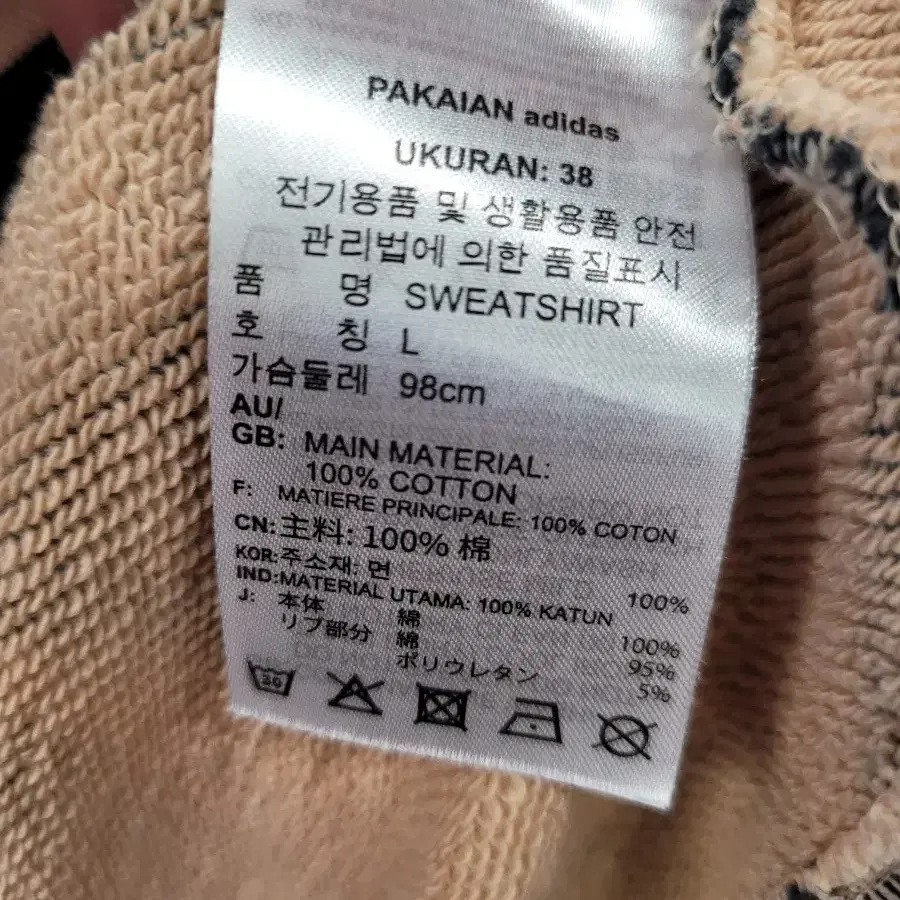 PAKAIAN adidas
UKURAN: 38
전기용품 및 생활용품 안전
관리법에 의한 품질표시
품 명 SWEATSHIRT
호 칭 L
가슴둘레 98cm
AU/
GB: MAIN MATERIAL:
100% COTTON
F: MATIERE PRINCIPALE: 100% COTON
CN: 主料: 100% 棉
KOR: 주소재: 면 100%
IND: MATERIAL UTAMA: 100% KATUN
J: 本体 綿 100%
リブ部分 綿 95%
ポリウレタン 5%
30
A